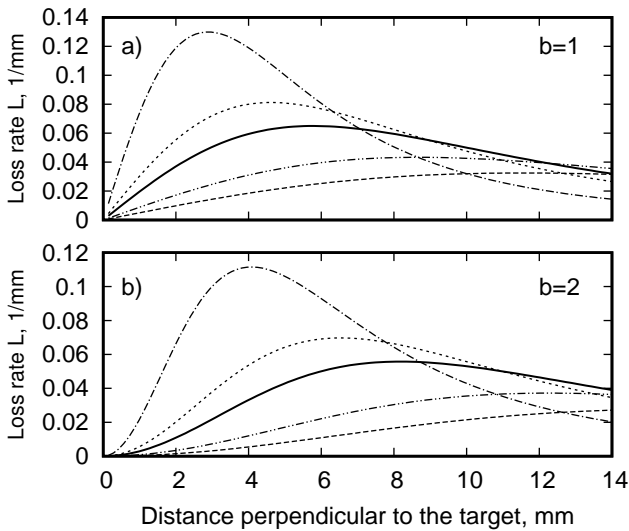 0.14
0.12
0.1
0.08
0.06
0.04
0.02
0
Loss rate L, 1/mm
a)
b=1
0.12
0.1
0.08
0.06
0.04
0.02
0
Loss rate L, 1/mm
b)
b=2
0 2 4 6 8 10 12 14
Distance perpendicular to the target, mm